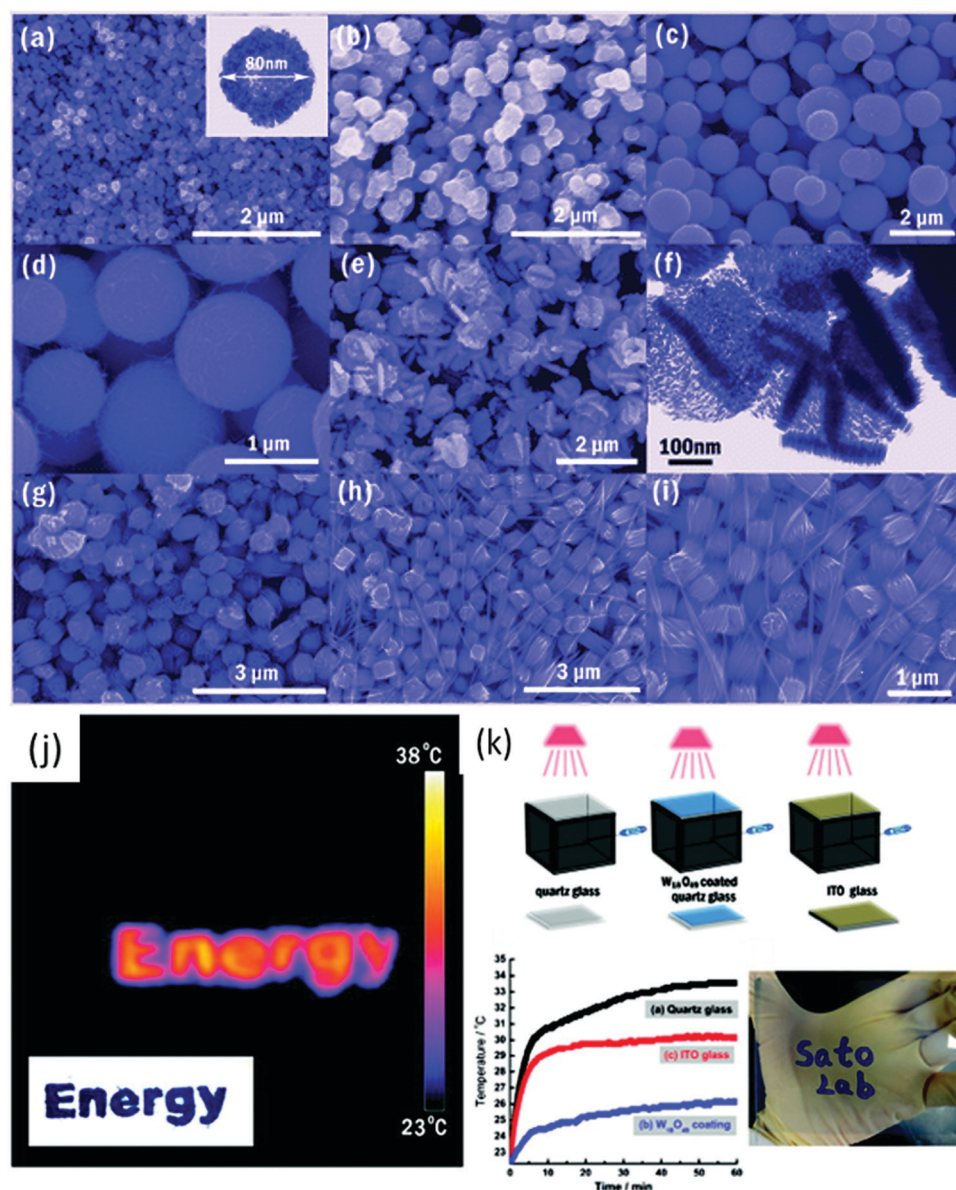 (a)
80nm
2 µm
(b)
2 µm
(c)
2 µm
(d)
1 µm
(e)
2 µm
(f)
100nm
(g)
3 µm
(h)
3 µm
(i)
1 µm
(j)
38°C
Energy
23°C
Energy
(k)
quartz glass
W₁₈O₄₉ coated
quartz glass
ITO glass
Temperature / °C
35
34
33
32
31
30
29
28
27
26
25
24
23
(a) Quartz glass
(c) ITO glass
(b) W₁₈O₄₉ coating
0
10
20
30
40
50
60
Time / min
Sato
Lab